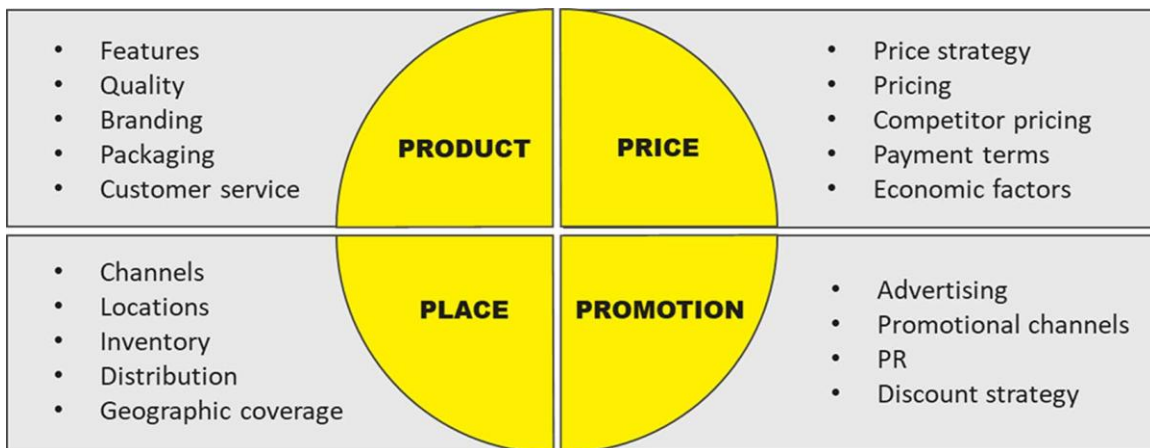 • Features
• Quality
• Branding
• Packaging
• Customer service
PRODUCT
PRICE
• Price strategy
• Pricing
• Competitor pricing
• Payment terms
• Economic factors
• Channels
• Locations
• Inventory
• Distribution
• Geographic coverage
PLACE
PROMOTION
• Advertising
• Promotional channels
• PR
• Discount strategy